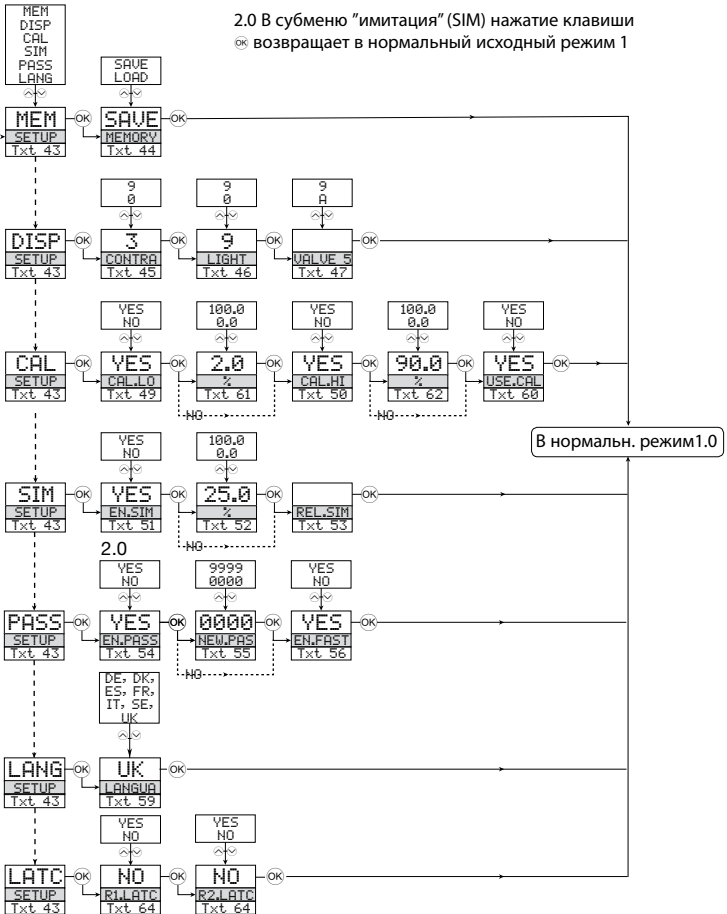 MEM
DISP
CAL
SIM
PASS
LANG
2.0 В субменю "имитация" (SIM) нажатие клавиши
OK возвращает в нормальный исходный режим 1
SAVE
LOAD
MEM OK SAVE OK
SETUP MEMORY
Txt 43 Txt 44
9 9 9
0 0 A
DISP OK 3 OK 9 OK OK
SETUP CONTRA LIGHT VALVE 5
Txt 43 Txt 45 Txt 46 Txt 47
YES 100.0 YES 100.0 YES
NO 0.0 NO 0.0 NO
CAL OK YES OK 2.0 OK YES OK 90.0 OK YES OK
SETUP CAL.LO % CAL.HI % USE.CAL
Txt 43 Txt 49 Txt 61 Txt 50 Txt 62 Txt 60
NO NO
В нормальн. режим1.0
YES 100.0
NO 0.0
SIM OK YES OK 25.0 OK OK
SETUP EN.SIM % REL.SIM
Txt 43 Txt 51 Txt 52 Txt 53
NO
2.0
YES 9999 YES
NO 0000 NO
PASS OK YES OK 0000 OK YES OK
SETUP EN.PASS NEW.PAS EN.FAST
Txt 43 Txt 54 Txt 55 Txt 56
NO
DE, DK,
ES, FR,
IT, SE,
UK
LANG OK UK OK
SETUP LANGUA
Txt 43 Txt 59
YES YES
NO NO
LATC OK NO OK NO OK
SETUP R1.LATC R2.LATC
Txt 43 Txt 64 Txt 64